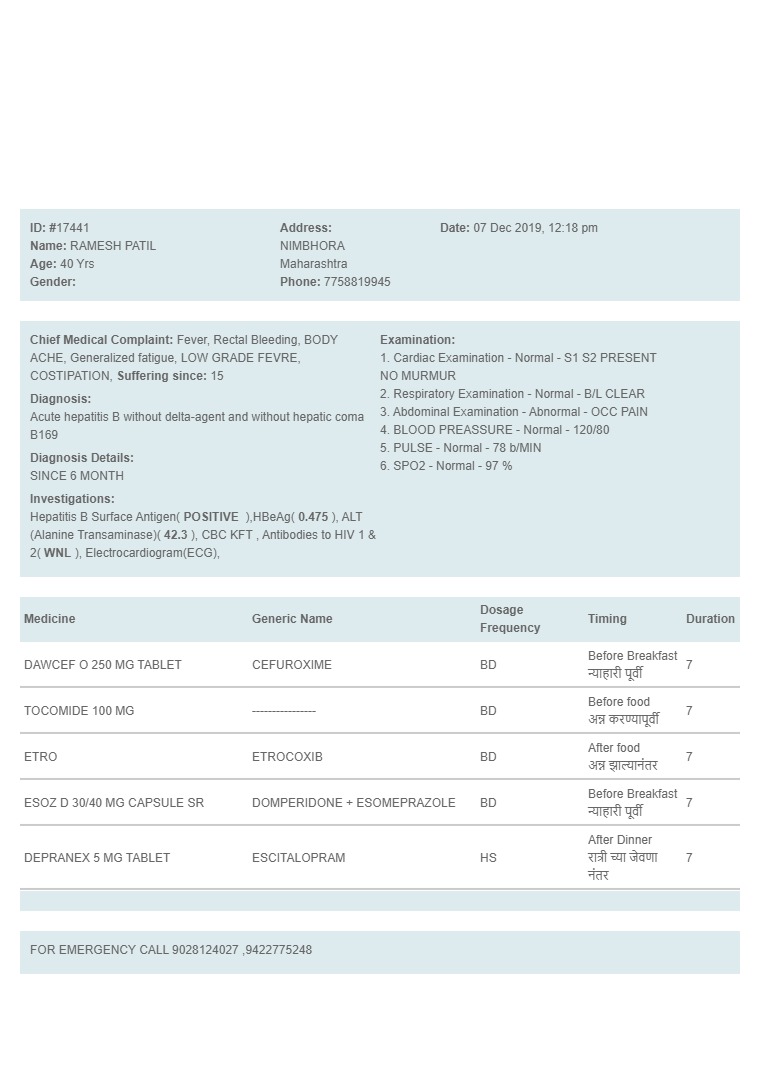 ID: #17441
Name: RAMESH PATIL
Age: 40 Yrs
Gender:
Address:
NIMBHORA
Maharashtra
Phone: 7758819945
Date: 07 Dec 2019, 12:18 pm
Chief Medical Complaint: Fever, Rectal Bleeding, BODY
ACHE, Generalized fatigue, LOW GRADE FEVRE,
COSTIPATION, Suffering since: 15
Diagnosis:
Acute hepatitis B without delta-agent and without hepatic coma
B169
Diagnosis Details:
SINCE 6 MONTH
Investigations:
Hepatitis B Surface Antigen( POSITIVE ),HBeAg( 0.475 ), ALT
(Alanine Transaminase)( 42.3 ), CBC KFT , Antibodies to HIV 1 &
2( WNL ), Electrocardiogram(ECG),
Examination:
1. Cardiac Examination - Normal - S1 S2 PRESENT
NO MURMUR
2. Respiratory Examination - Normal - B/L CLEAR
3. Abdominal Examination - Abnormal - OCC PAIN
4. BLOOD PREASSURE - Normal - 120/80
5. PULSE - Normal - 78 b/MIN
6. SPO2 - Normal - 97 %
Medicine Generic Name Dosage Frequency Timing Duration
DAWCEF O 250 MG TABLET CEFUROXIME BD Before Breakfast 7
न्याहारी पूर्वी
TOCOMIDE 100 MG ---------------- BD Before food 7
अन्न करण्यापूर्वी
ETRO ETROCOXIB BD After food 7
अन्न झाल्यानंतर
ESOZ D 30/40 MG CAPSULE SR DOMPERIDONE + ESOMEPRAZOLE BD Before Breakfast 7
न्याहारी पूर्वी
DEPRANEX 5 MG TABLET ESCITALOPRAM HS After Dinner 7
रात्री च्या जेवणा
नंतर
FOR EMERGENCY CALL 9028124027 ,9422775248